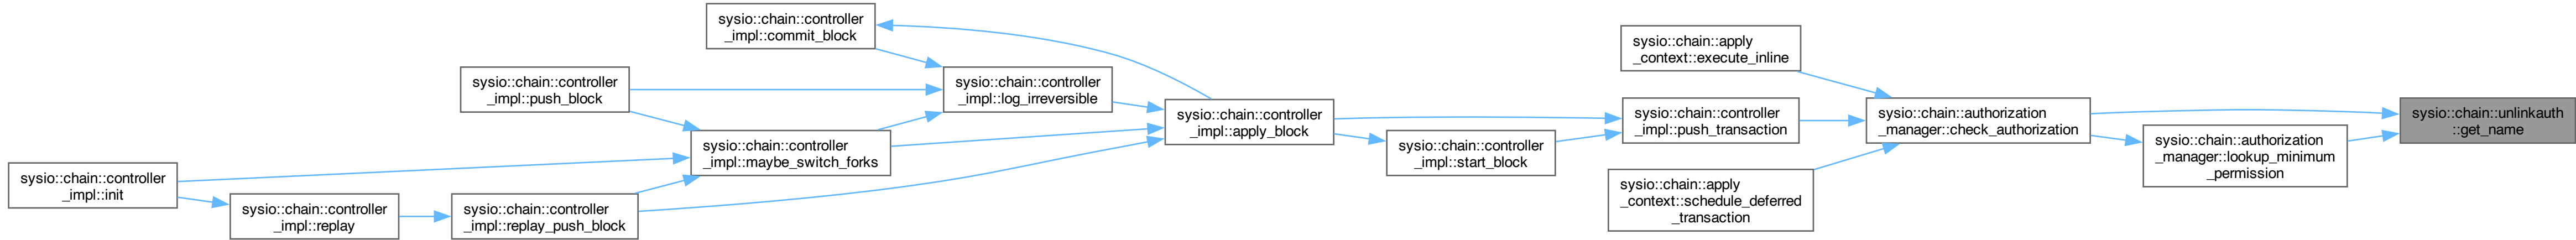 sysio::chain::controller
_impl::init
sysio::chain::controller
_impl::replay
sysio::chain::controller
_impl::push_block
sysio::chain::controller
_impl::replay_push_block
sysio::chain::controller
_impl::commit_block
sysio::chain::controller
_impl::maybe_switch_forks
sysio::chain::controller
_impl::log_irreversible
sysio::chain::controller
_impl::apply_block
sysio::chain::controller
_impl::start_block
sysio::chain::apply
_context::execute_inline
sysio::chain::controller
_impl::push_transaction
sysio::chain::apply
_context::schedule_deferred
_transaction
sysio::chain::authorization
_manager::check_authorization
sysio::chain::authorization
_manager::lookup_minimum
_permission
sysio::chain::unlinkauth
::get_name